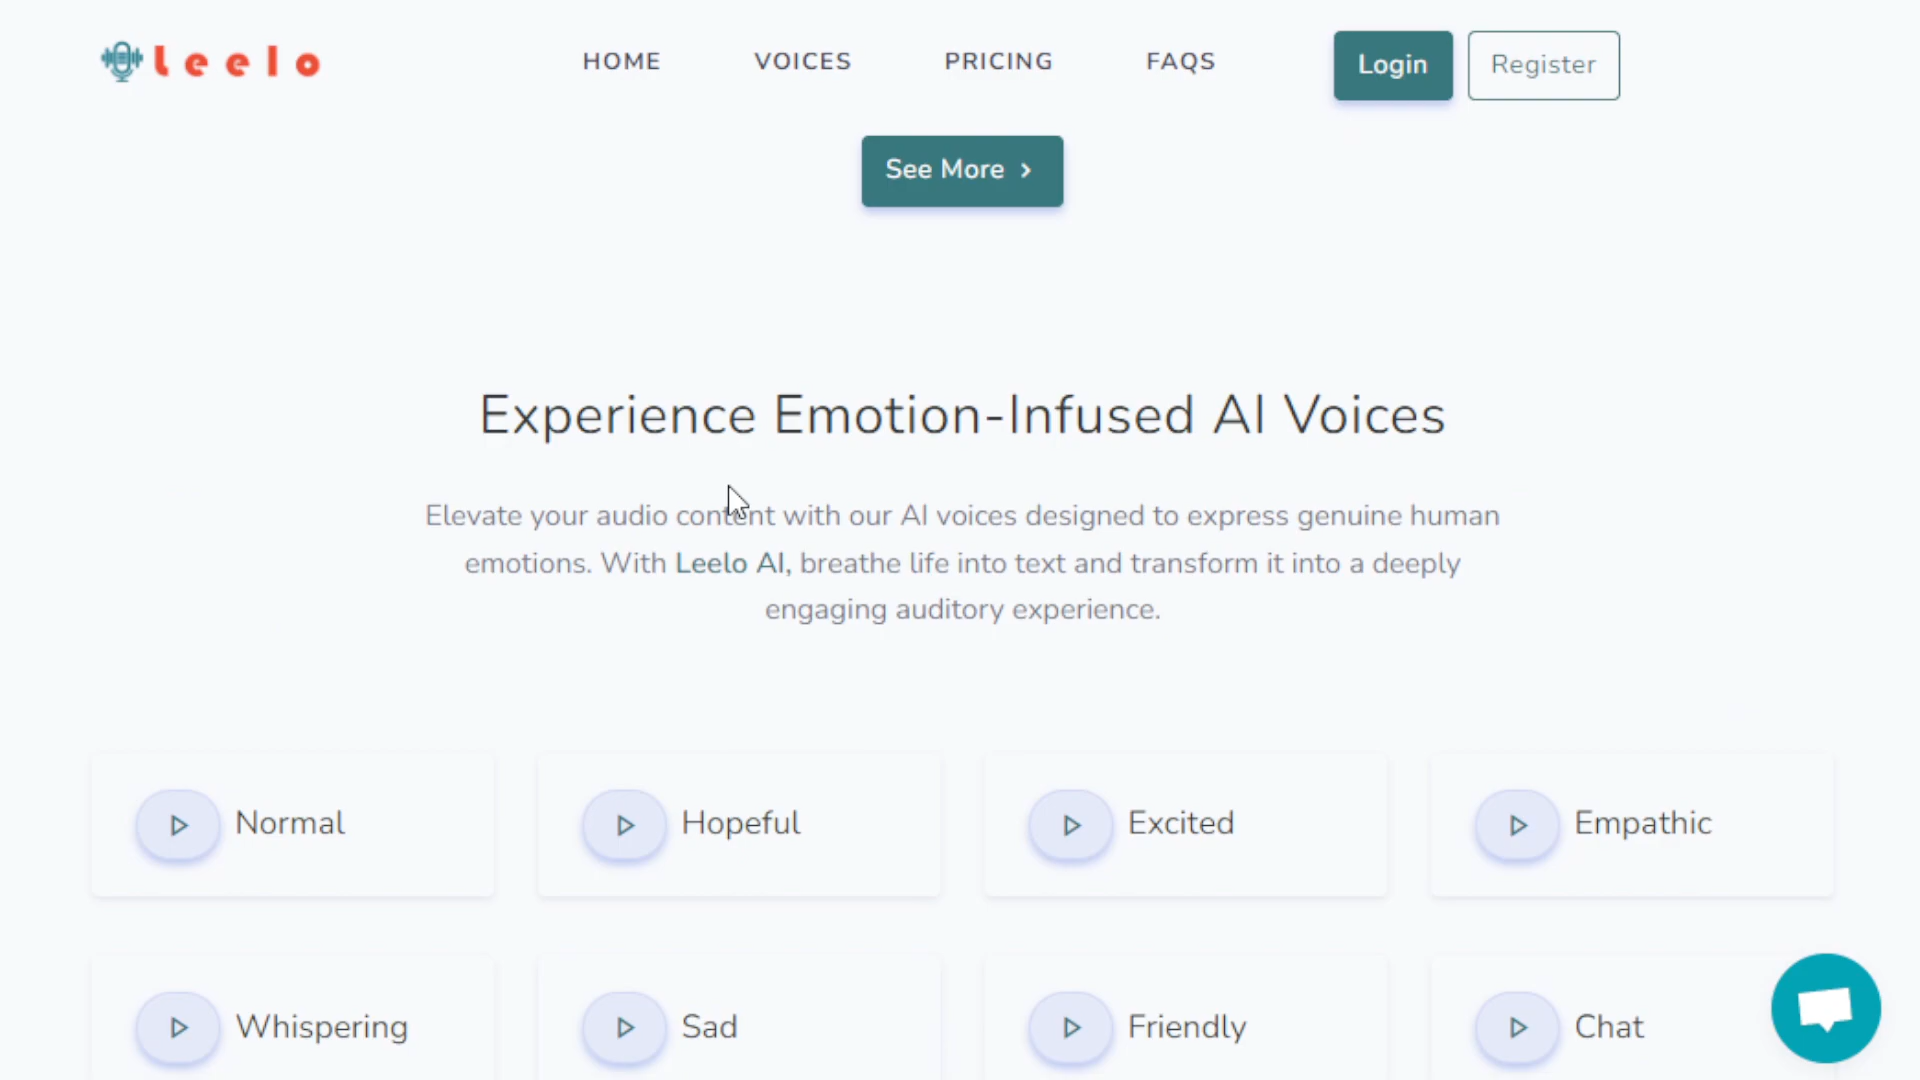 Leelo
HOME VOICES PRICING FAQS Login Register
See More
Experience Emotion-Infused AI Voices
Elevate your audio content with our AI voices designed to express genuine human
emotions. With Leelo AI, breathe life into text and transform it into a deeply
engaging auditory experience.
Normal Hopeful Excited Empathic
Whispering Sad Friendly Chat